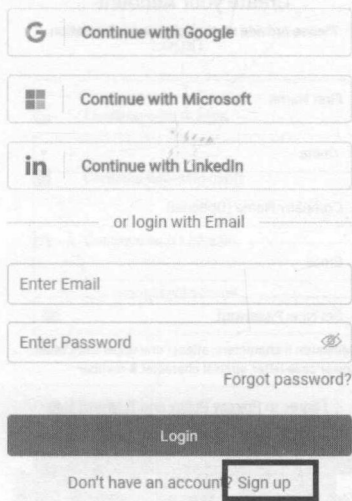 G Continue with Google
Continue with Microsoft
in Continue with LinkedIn
or login with Email
Enter Email
Enter Password
Forgot password?
Login
Don't have an account? Sign up